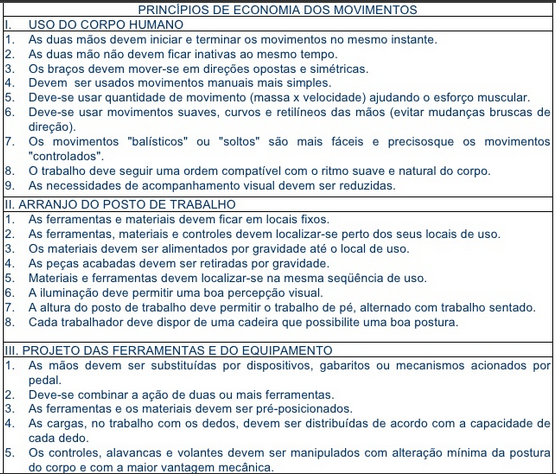 PRINCÍPIOS DE ECONOMIA DOS MOVIMENTOS
I. USO DO CORPO HUMANO
1. As duas mãos devem iniciar e terminar os movimentos no mesmo instante.
2. As duas mão não devem ficar inativas ao mesmo tempo.
3. Os braços devem mover-se em direções opostas e simétricas.
4. Devem ser usados movimentos manuais mais simples.
5. Deve-se usar quantidade de movimento (massa x velocidade) ajudando o esforço muscular.
6. Deve-se usar movimentos suaves, curvos e retilíneos das mãos (evitar mudanças bruscas de
direção).
7. Os movimentos "balísticos" ou "soltos" são mais fáceis e precisosque os movimentos
"controlados".
8. O trabalho deve seguir uma ordem compatível com o ritmo suave e natural do corpo.
9. As necessidades de acompanhamento visual devem ser reduzidas.
II. ARRANJO DO POSTO DE TRABALHO
1. As ferramentas e materiais devem ficar em locais fixos.
2. As ferramentas, materiais e controles devem localizar-se perto dos seus locais de uso.
3. Os materiais devem ser alimentados por gravidade até o local de uso.
4. As peças acabadas devem ser retiradas por gravidade.
5. Materiais e ferramentas devem localizar-se na mesma seqüência de uso.
6. A iluminação deve permitir uma boa percepção visual.
7. A altura do posto de trabalho deve permitir o trabalho de pé, alternado com trabalho sentado.
8. Cada trabalhador deve dispor de uma cadeira que possibilite uma boa postura.
III. PROJETO DAS FERRAMENTAS E DO EQUIPAMENTO
1. As mãos devem ser substituídas por dispositivos, gabaritos ou mecanismos acionados por
pedal.
2. Deve-se combinar a ação de duas ou mais ferramentas.
3. As ferramentas e os materiais devem ser pré-posicionados.
4. As cargas, no trabalho com os dedos, devem ser distribuídas de acordo com a capacidade de
cada dedo.
5. Os controles, alavancas e volantes devem ser manipulados com alteração mínima da postura
do corpo e com a maior vantagem mecânica.